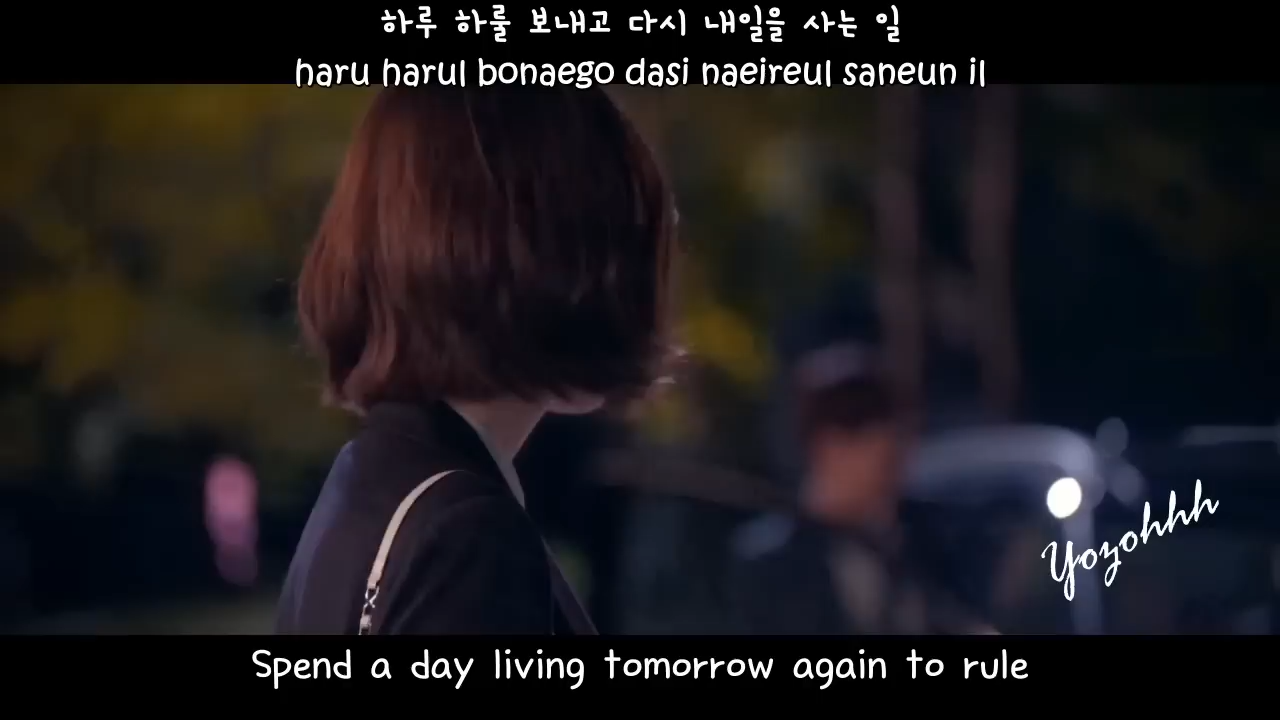 하루 하룰 보내고 다시 내일을 사는 일
haru harul bonaego dasi naeireul saneun il
Yozohhh
Spend a day living tomorrow again to rule